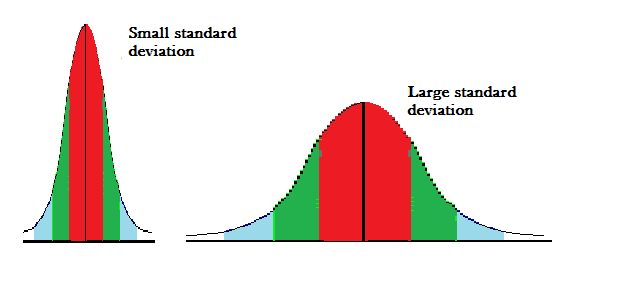 Small standard
deviation
Large standard
deviation